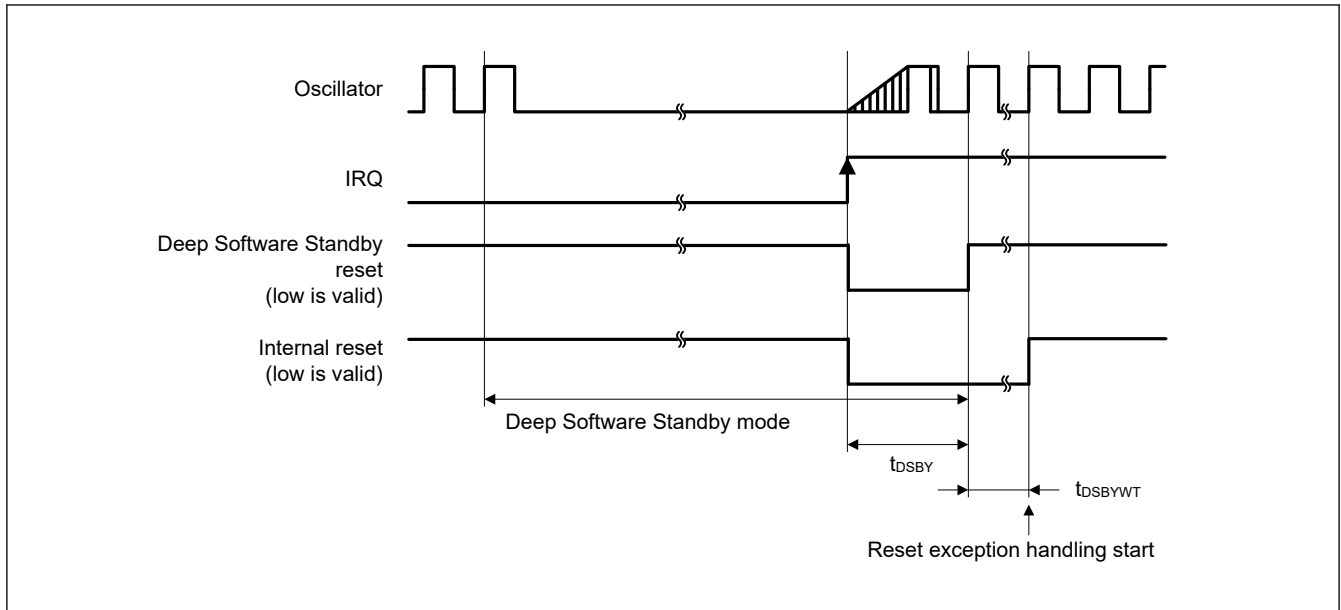 Oscillator
IRQ
Deep Software Standby
reset
(low is valid)
Internal reset
(low is valid)
Deep Software Standby mode
tDSBY
tDSBYWT
Reset exception handling start